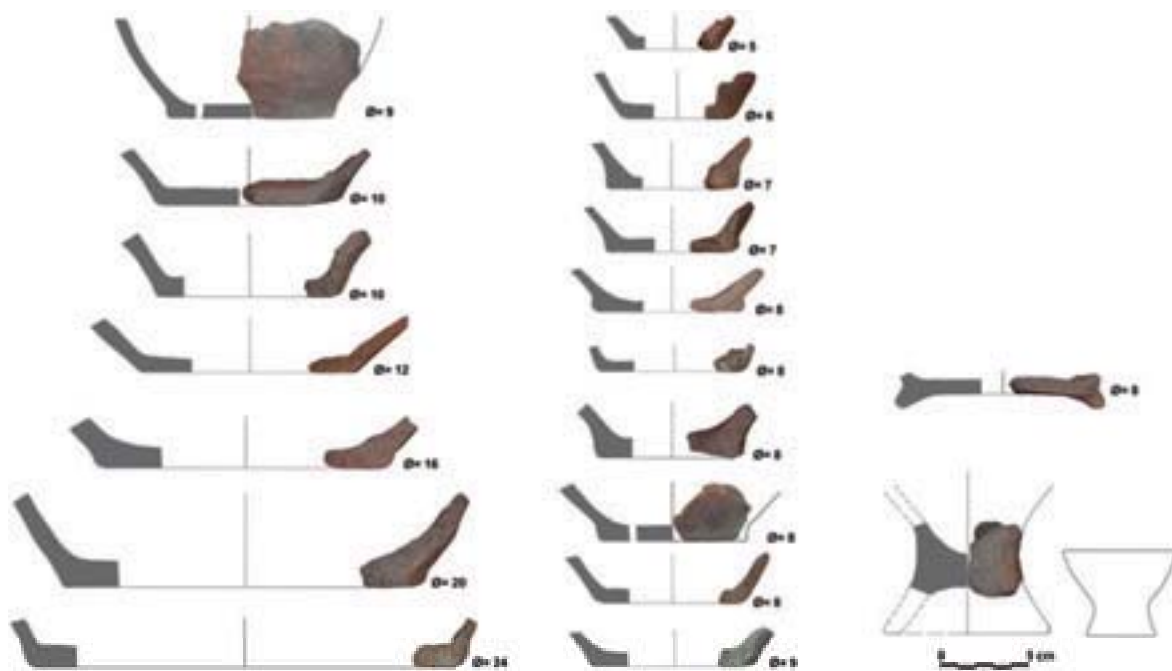 Ø= 9
Ø= 10
Ø= 10
Ø= 12
Ø= 16
Ø= 20
Ø= 24
Ø= 5
Ø= 6
Ø= 7
Ø= 7
Ø= 8
Ø= 8
Ø= 8
Ø= 8
Ø= 9
Ø= 8
0 5 cm